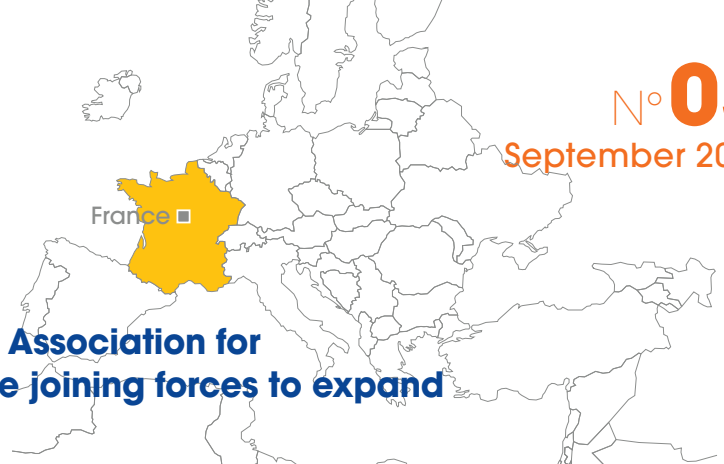 N° 0
September 20
France
Association for
e joining forces to expand